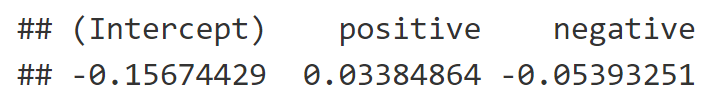 ## (Intercept)    positive    negative
## -0.15674429  0.03384864 -0.05393251